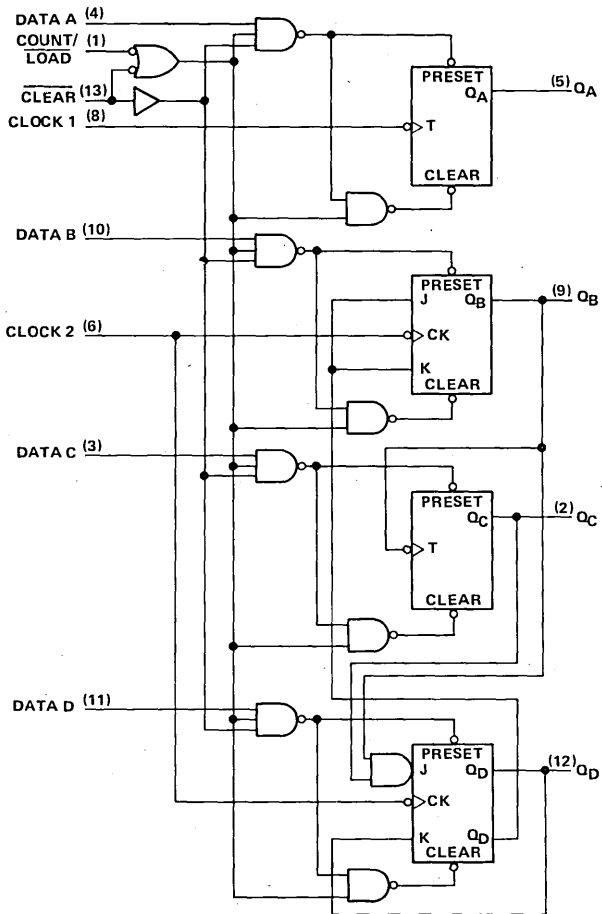 DATA A (4)
COUNT/ (1)
LOAD
CLEAR (13)
CLOCK 1 (8)
PRESET
QA
(5) QA
T
CLEAR
DATA B (10)
PRESET
J QB
(9) QB
CLOCK 2 (6)
CK
K
CLEAR
DATA C (3)
PRESET
QC
(2) QC
T
CLEAR
DATA D (11)
PRESET
J QD
(12) QD
CK
K QD
CLEAR